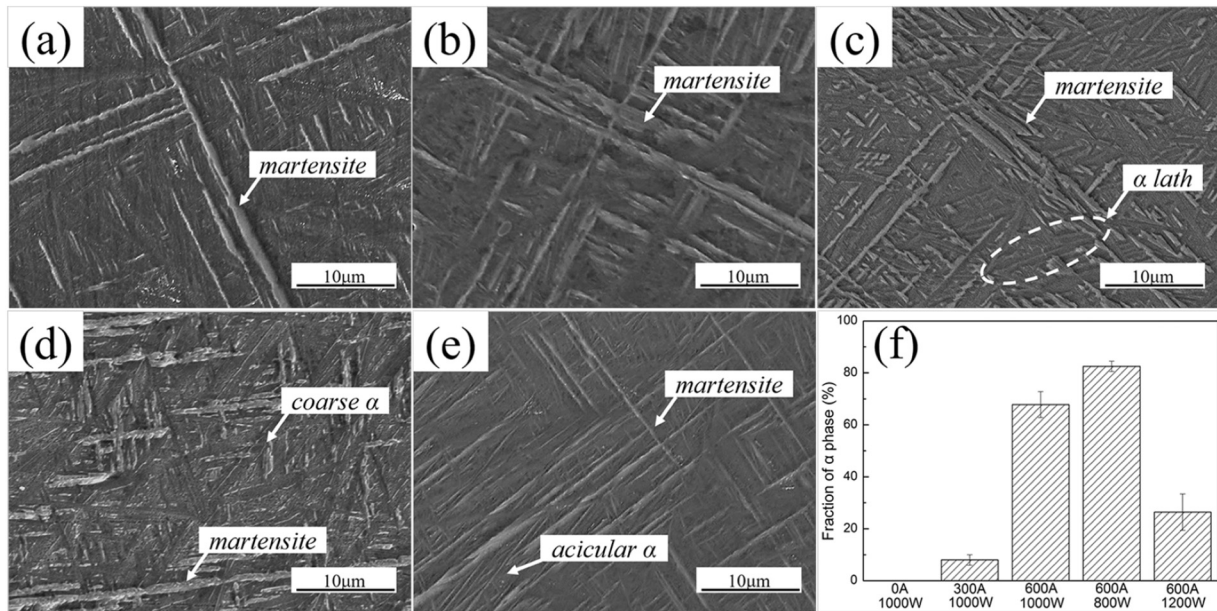 (a)
martensite
10μm
(b)
martensite
10μm
(c)
martensite
α lath
10μm
(d)
coarse α
martensite
10μm
(e)
martensite
acicular α
10μm
(f)
Fraction of α phase (%)
100
80
60
40
20
0
0A 300A 600A 600A 600A
1000W 1000W 1000W 800W 1200W